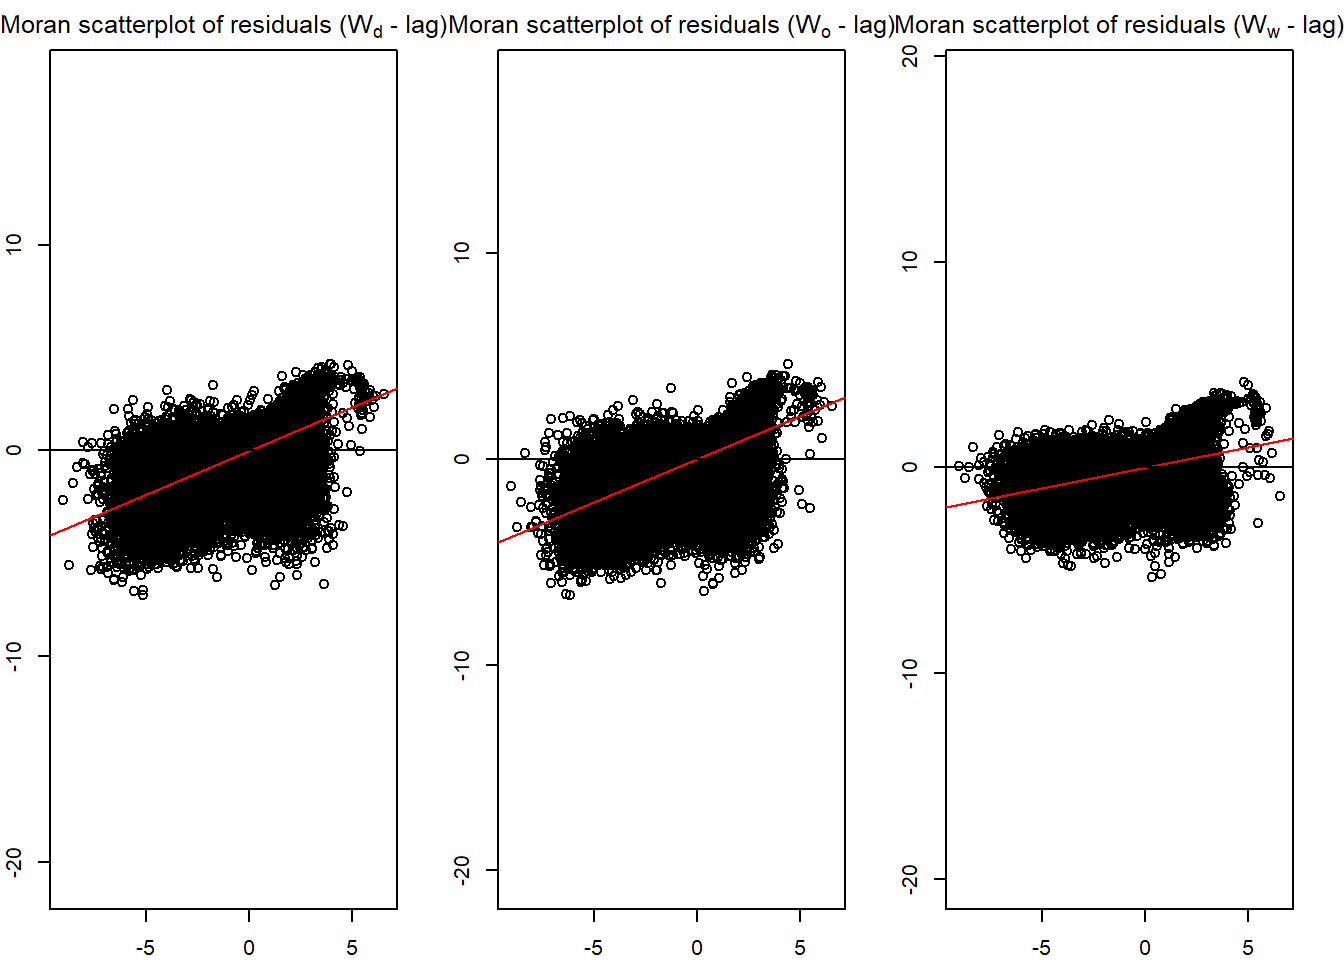 Moran scatterplot of residuals (Wd - lag)
10
0
-10
-20
-5 0 5
Moran scatterplot of residuals (Wo - lag)
10
0
-10
-20
-5 0 5
Moran scatterplot of residuals (Ww - lag)
20
10
0
-10
-20
-5 0 5